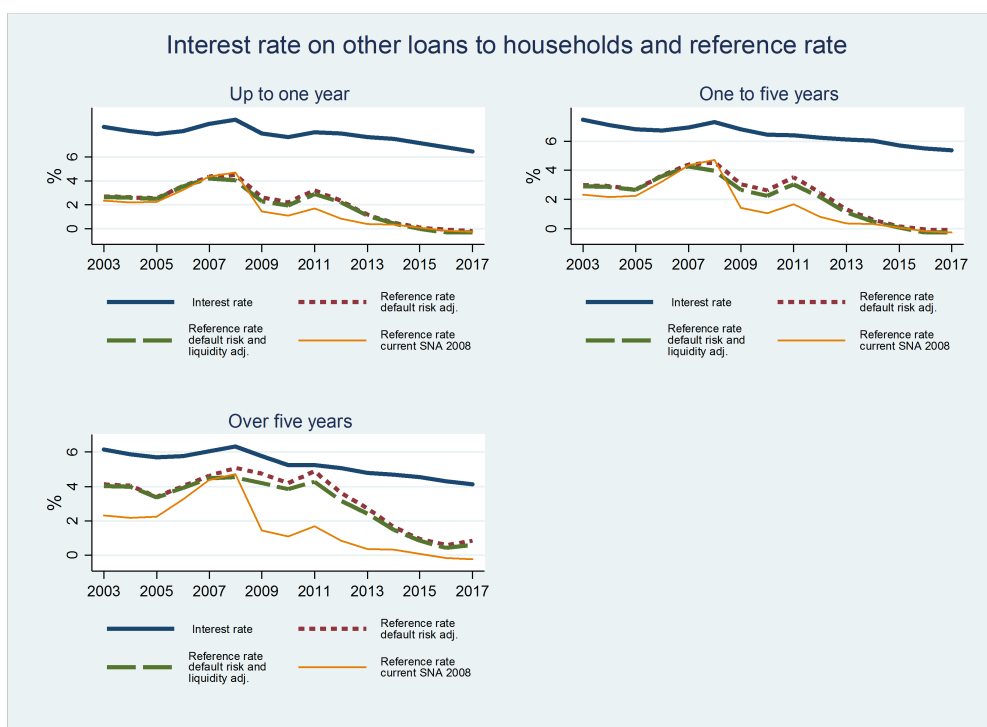 Interest rate on other loans to households and reference rate
Up to one year
%
6
4
2
0
2003 2005 2007 2009 2011 2013 2015 2017
Interest rate
Reference rate
default risk adj.
Reference rate
default risk and
liquidity adj.
Reference rate
current SNA 2008
One to five years
%
6
4
2
0
2003 2005 2007 2009 2011 2013 2015 2017
Interest rate
Reference rate
default risk adj.
Reference rate
default risk and
liquidity adj.
Reference rate
current SNA 2008
Over five years
%
6
4
2
0
2003 2005 2007 2009 2011 2013 2015 2017
Interest rate
Reference rate
default risk adj.
Reference rate
default risk and
liquidity adj.
Reference rate
current SNA 2008